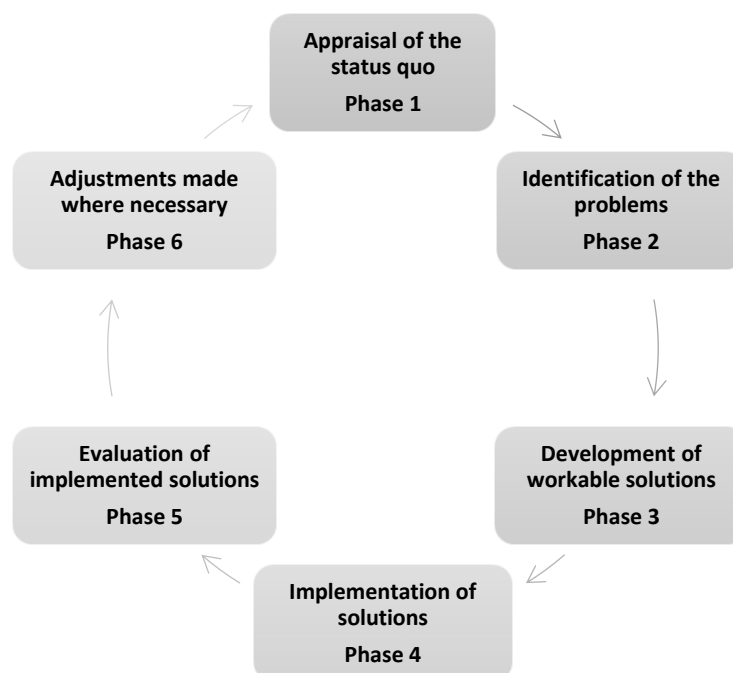 Appraisal of the
status quo
Phase 1
Identification of the
problems
Phase 2
Development of
workable solutions
Phase 3
Implementation of
solutions
Phase 4
Evaluation of
implemented solutions
Phase 5
Adjustments made
where necessary
Phase 6